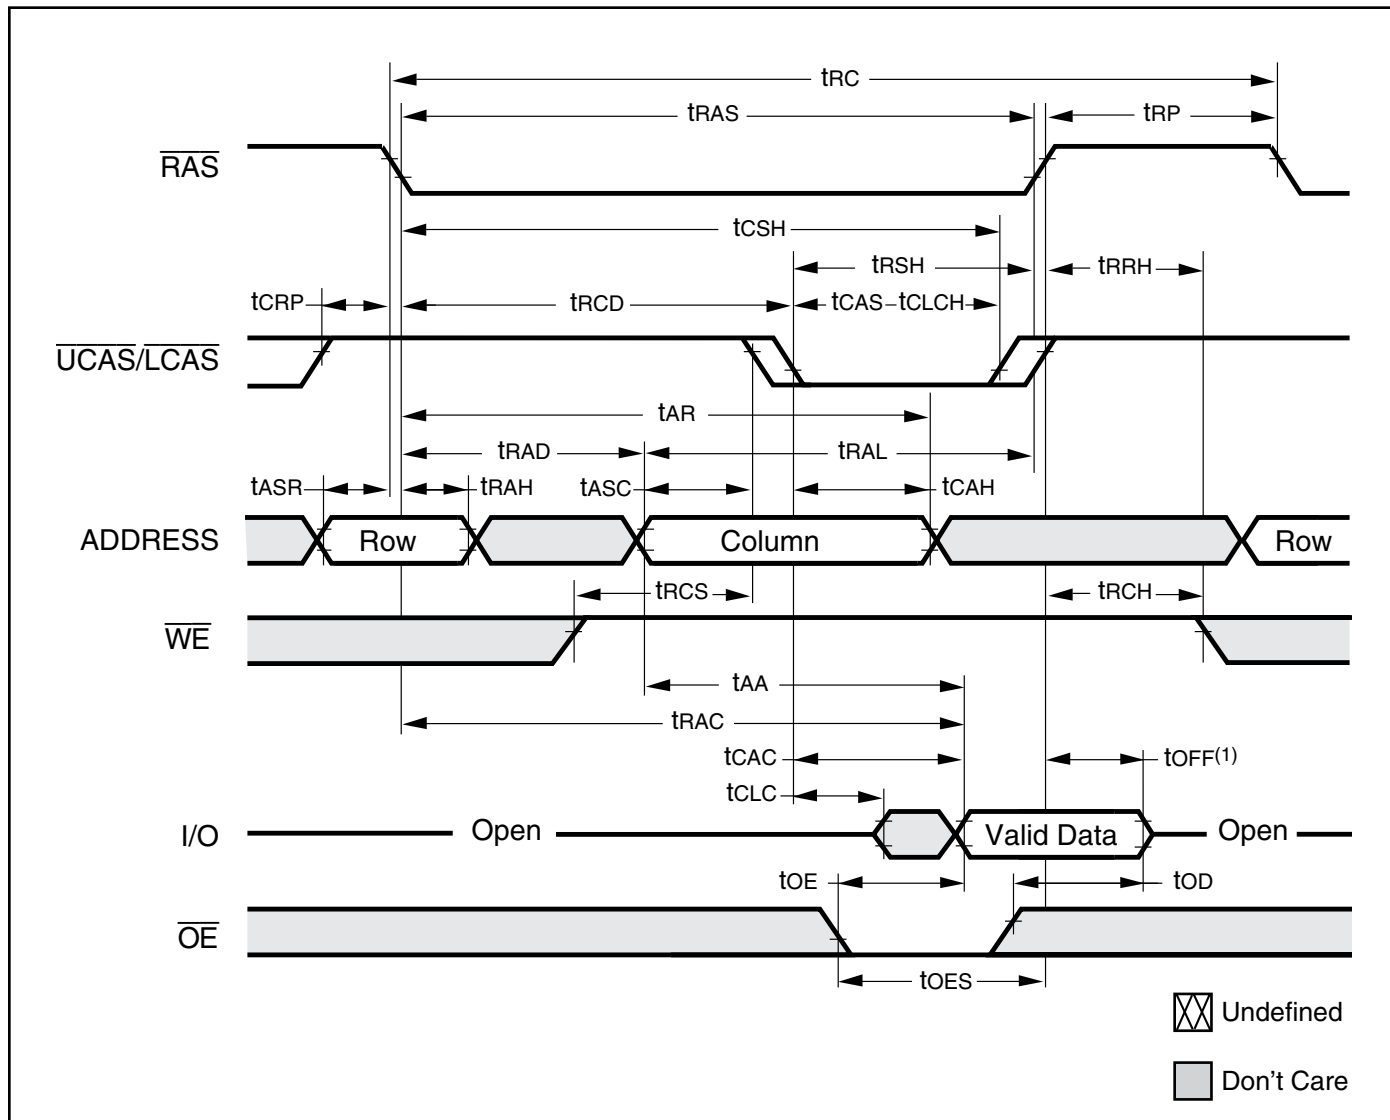 tRC
tRAS
tRP
RAS
tCSH
tRSH
tRRH
tCRP
tRCD
tCAS tCLCH
UCAS/LCAS
tAR
tRAD
tRAL
tASR
tRAH
tASC
tCAH
ADDRESS
Row
Column
Row
tRCS
tRCH
WE
tAA
tRAC
tCAC
tOFF(1)
tCLC
I/O
Open
Valid Data
Open
tOE
tOD
OE
tOES
Undefined
Don't Care